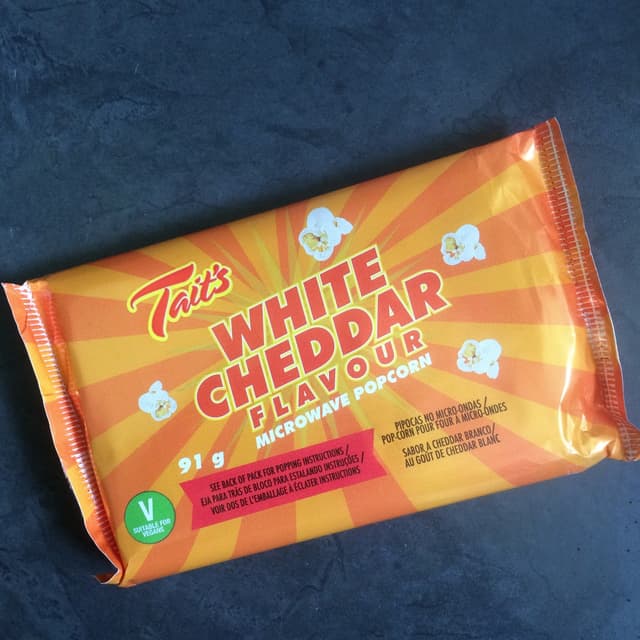 Tait's
WHITE
CHEDDAR
FLAVOUR
MICROWAVE POPCORN
91 g
SEE BACK OF PACK FOR POPPING INSTRUCTIONS /
EJA PARA TRÁS DE BLOCO PARA ESTALANDO INSTRUÇÕES /
VOIR DOS DE L'EMBALLAGE À ÉCLATER INSTRUCTIONS
PIPOCAS NO MICRO-ONDAS /
POP-CORN POUR FOUR À MICRO-ONDES
SABOR A CHEDDAR BRANCO /
AU GOÛT DE CHEDDAR BLANC
V
SUITABLE FOR
VEGANS